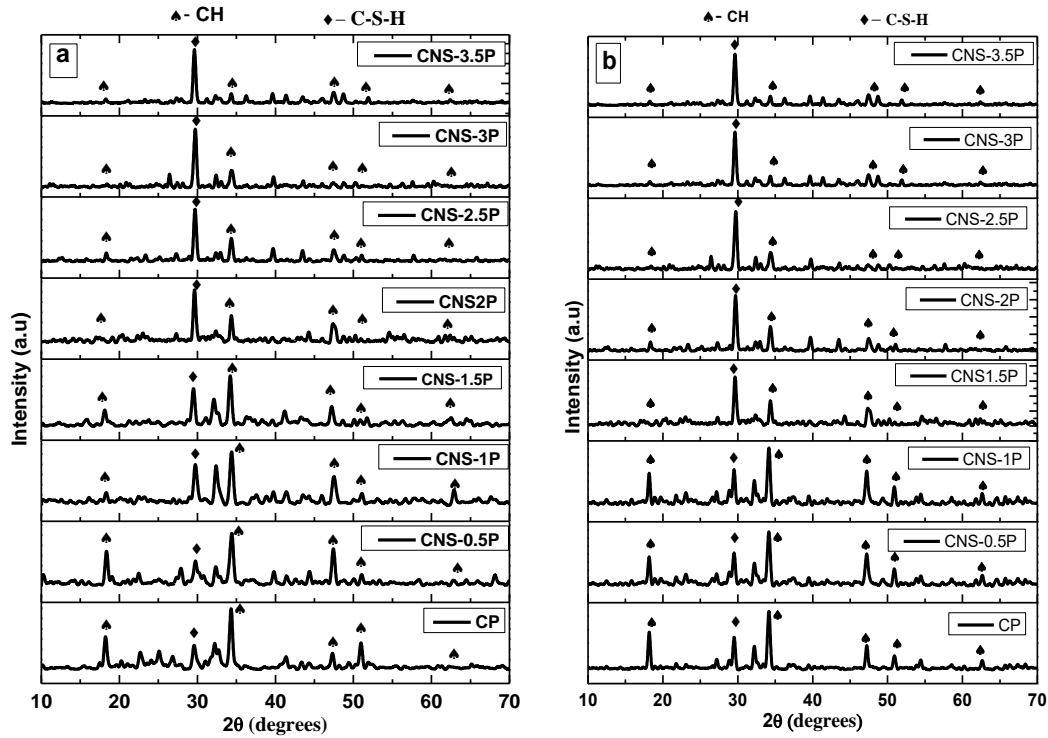 ♠- CH ♦– C-S-H
a
CNS-3.5P
CNS-3P
CNS-2.5P
CNS2P
CNS-1.5P
CNS-1P
CNS-0.5P
CP
Intensity (a.u)
10 20 30 40 50 60 70
2θ (degrees)
♠ - CH ♦– C-S-H
b
CNS-3.5P
CNS-3P
CNS-2.5P
CNS-2P
CNS1.5P
CNS-1P
CNS-0.5P
CP
Intensity (a.u)
10 20 30 40 50 60 70
2θ (degrees)